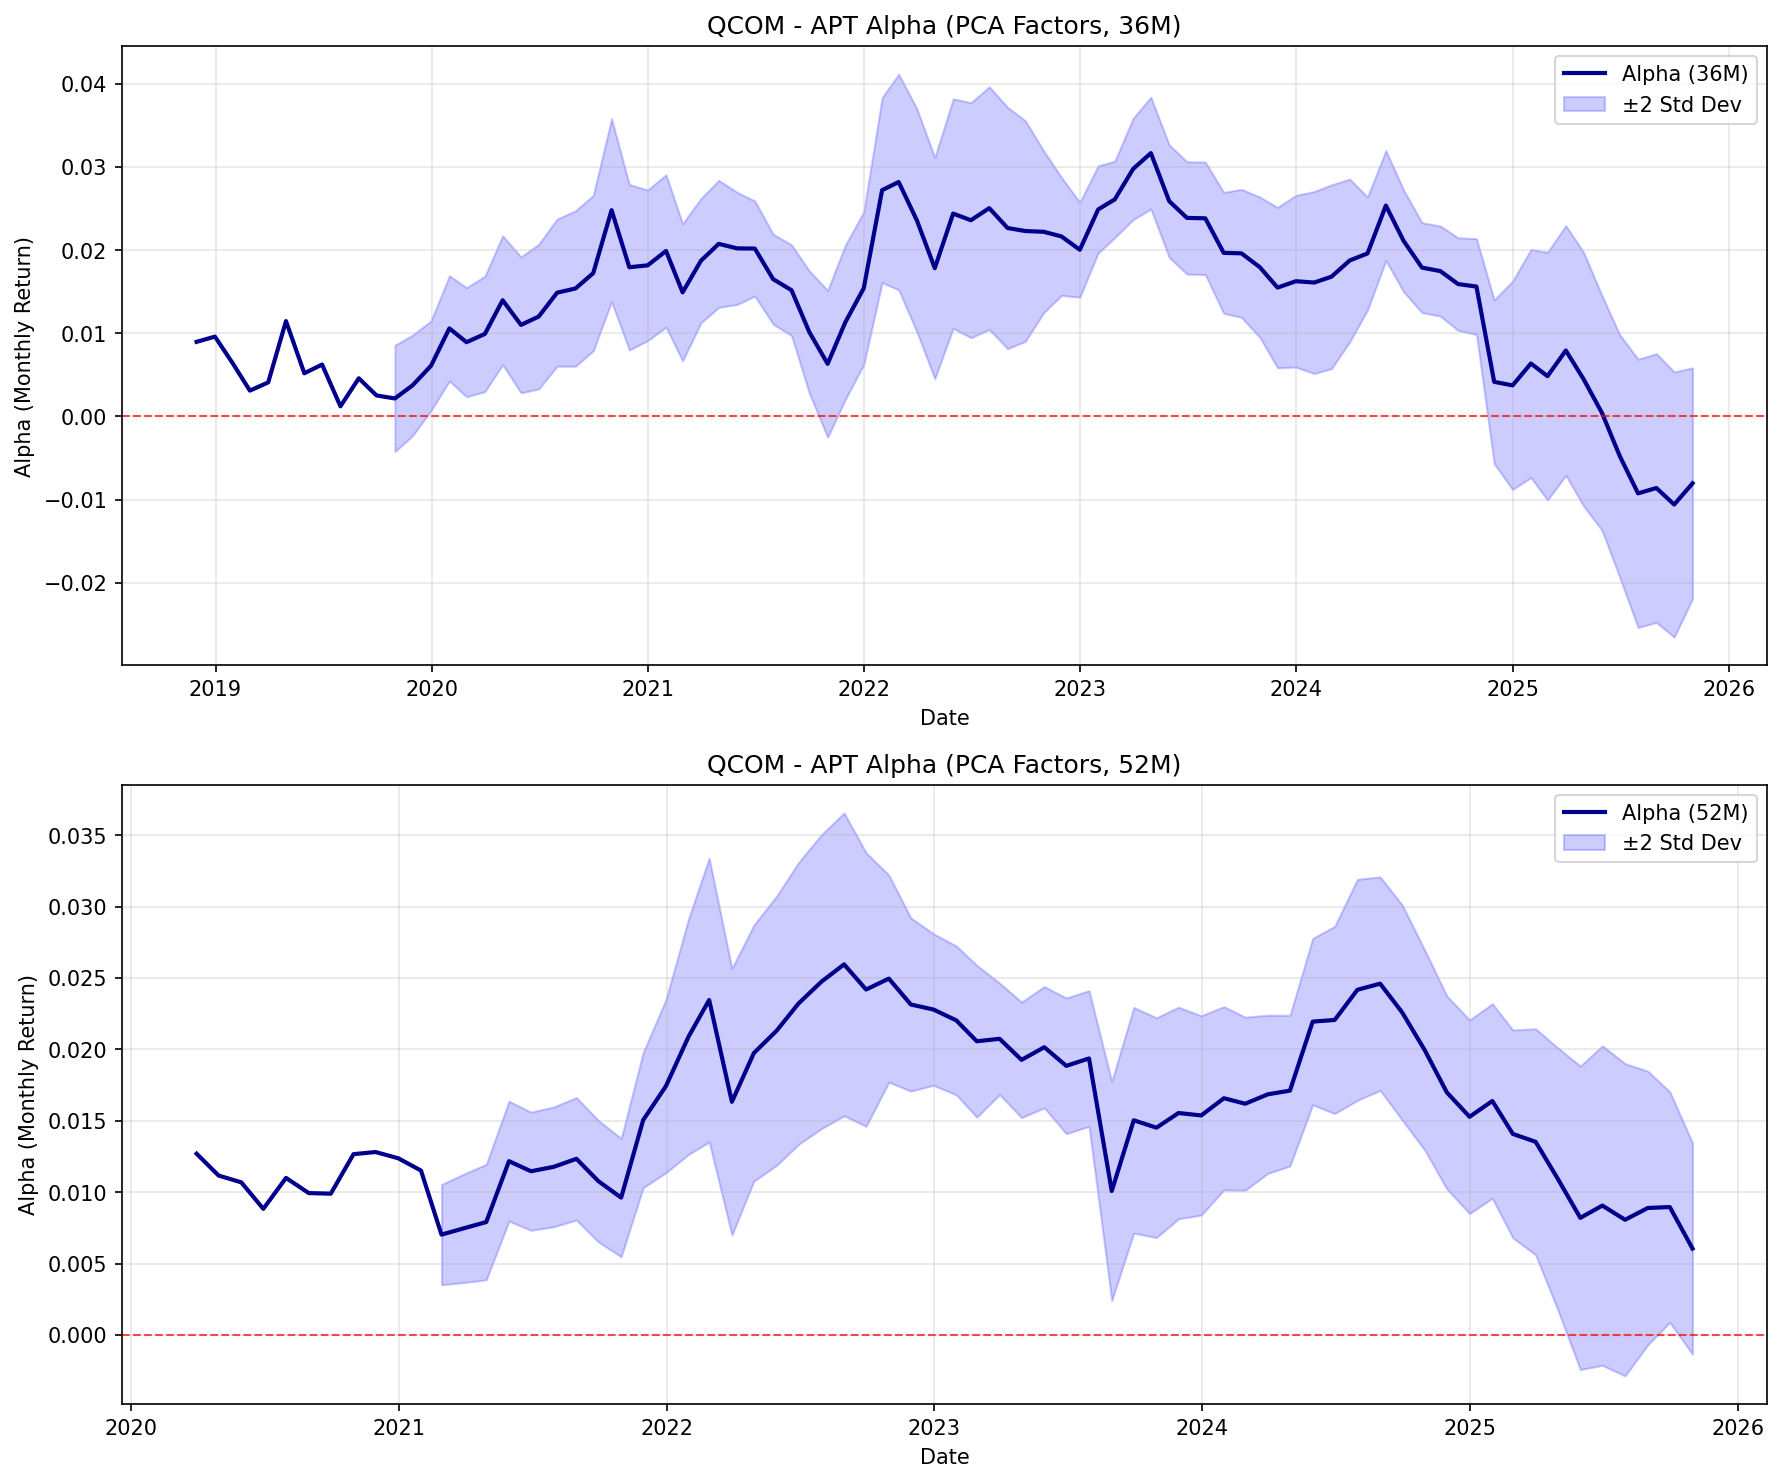 QCOM - APT Alpha (PCA Factors, 36M)
Alpha (36M)
±2 Std Dev
Alpha (Monthly Return)
0.04
0.03
0.02
0.01
0.00
−0.01
−0.02
2019 2020 2021 2022 2023 2024 2025 2026
Date
QCOM - APT Alpha (PCA Factors, 52M)
Alpha (52M)
±2 Std Dev
Alpha (Monthly Return)
0.035
0.030
0.025
0.020
0.015
0.010
0.005
0.000
2020 2021 2022 2023 2024 2025 2026
Date